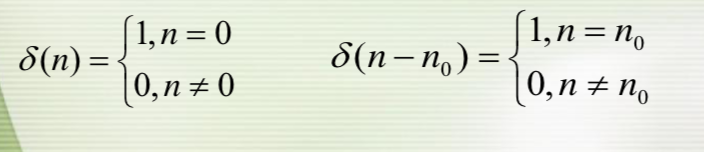 δ(n) = {1, n = 0
0, n ≠ 0
δ(n − n₀) = {1, n = n₀
0, n ≠ n₀